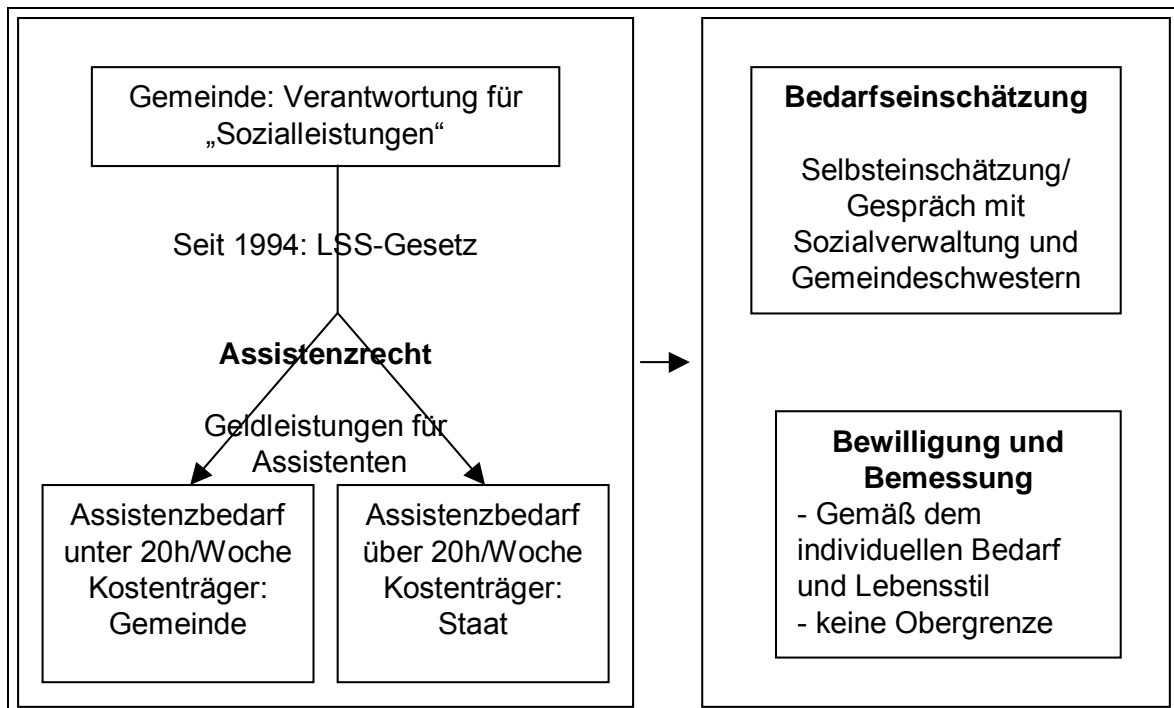 Gemeinde: Verantwortung für
„Sozialleistungen“
Seit 1994: LSS-Gesetz
Assistenzrecht
Geldleistungen für
Assistenten
Assistenzbedarf
unter 20h/Woche
Kostenträger:
Gemeinde
Assistenzbedarf
über 20h/Woche
Kostenträger:
Staat
Bedarfseinschätzung
Selbsteinschätzung/
Gespräch mit
Sozialverwaltung und
Gemeindeschwestern
Bewilligung und
Bemessung
- Gemäß dem
individuellen Bedarf
und Lebensstil
- keine Obergrenze